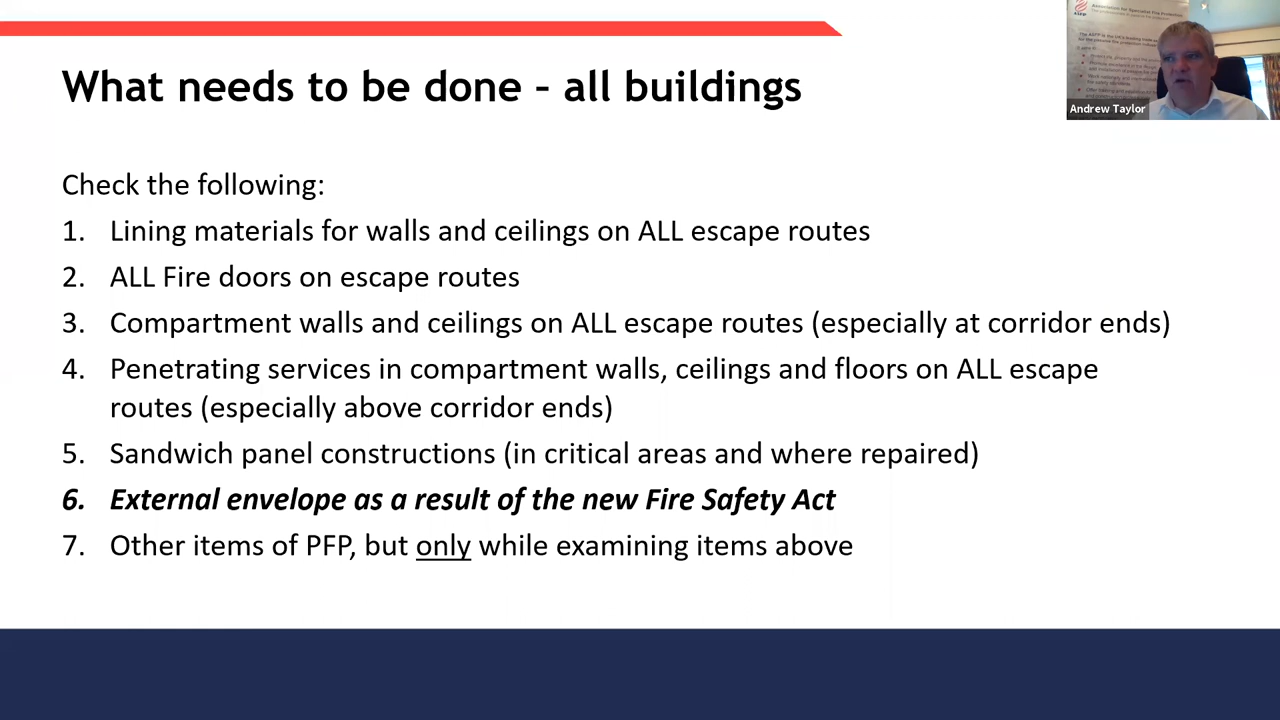 What needs to be done – all buildings
Andrew Taylor
Check the following:
1. Lining materials for walls and ceilings on ALL escape routes
2. ALL Fire doors on escape routes
3. Compartment walls and ceilings on ALL escape routes (especially at corridor ends)
4. Penetrating services in compartment walls, ceilings and floors on ALL escape
routes (especially above corridor ends)
5. Sandwich panel constructions (in critical areas and where repaired)
6. External envelope as a result of the new Fire Safety Act
7. Other items of PFP, but only while examining items above